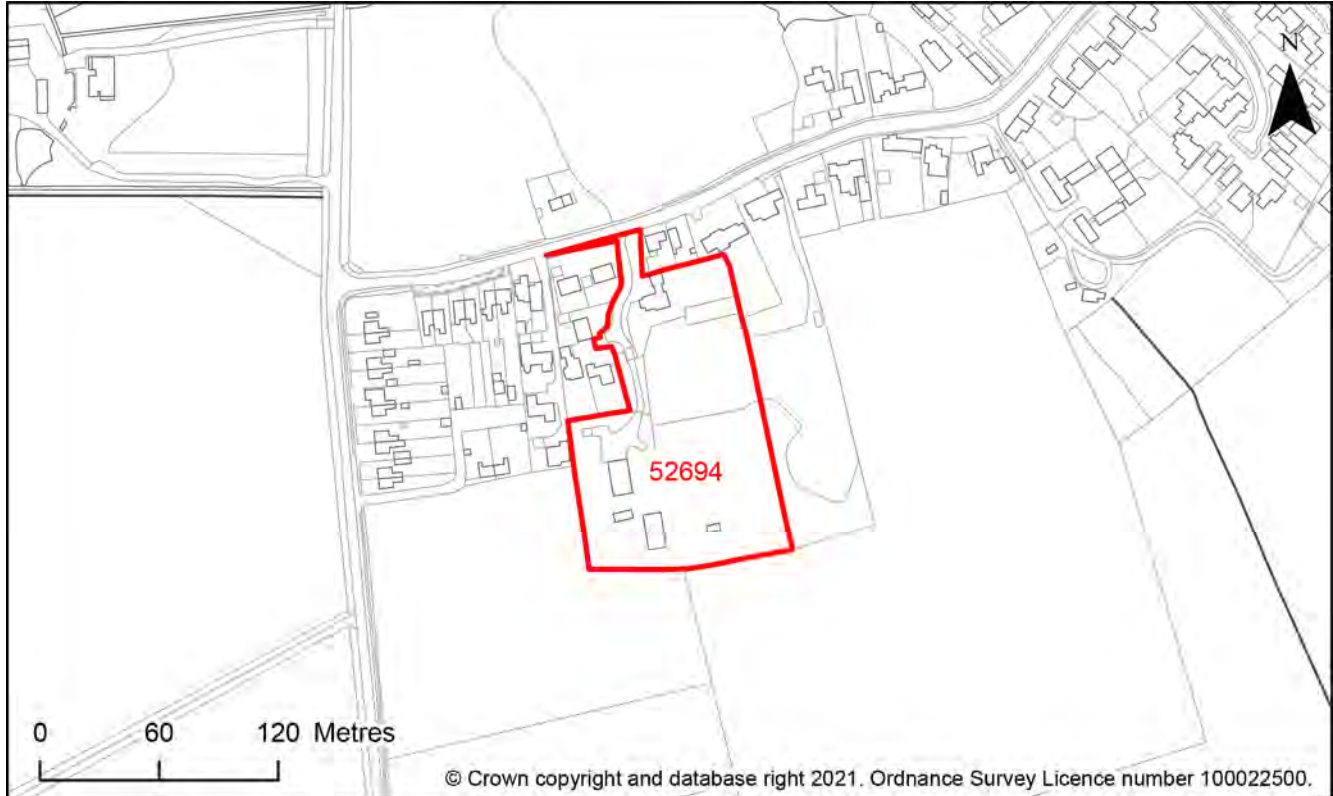 N
52694
0 60 120 Metres
© Crown copyright and database right 2021. Ordnance Survey Licence number 100022500.